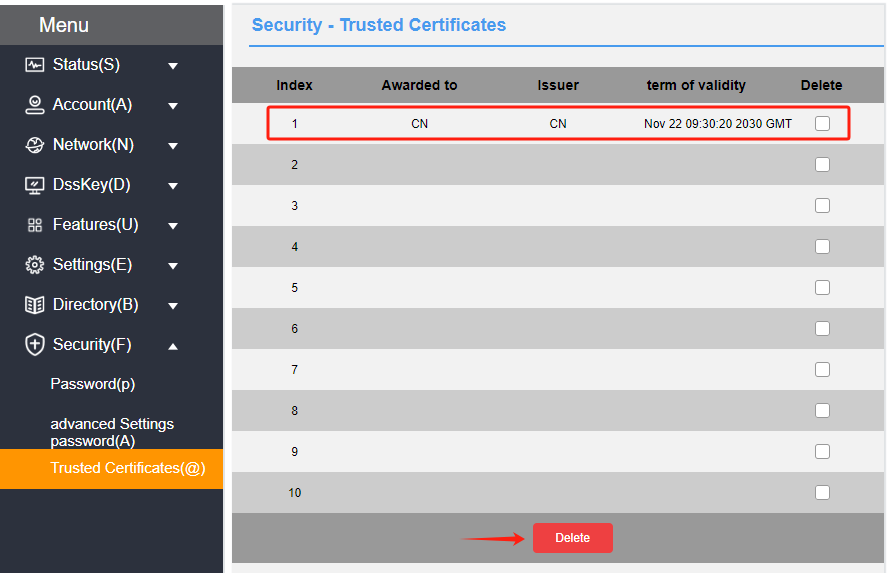 Menu
Status(S)
Account(A)
Network(N)
DssKey(D)
Features(U)
Settings(E)
Directory(B)
Security(F)
Password(p)
advanced Settings
password(A)
Trusted Certificates(@)
Security - Trusted Certificates
Index Awarded to Issuer term of validity Delete
1 CN CN Nov 22 09:30:20 2030 GMT
2
3
4
5
6
7
8
9
10
Delete